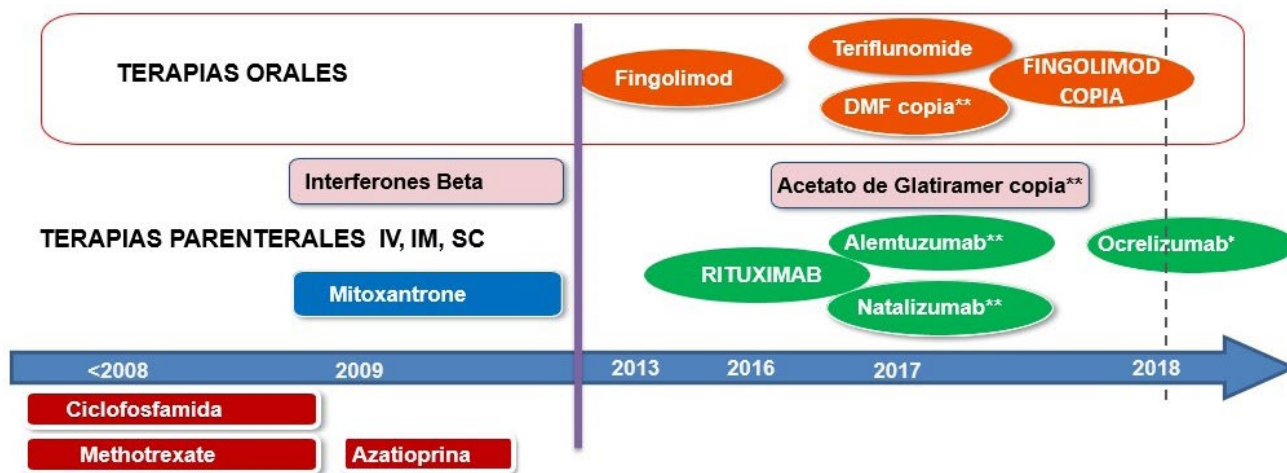 TERAPIAS ORALES
Fingolimod
Teriflunomide
DMF copia**
FINGOLIMOD
COPIA
Interferones Beta
Acetato de Glatiramer copia**
TERAPIAS PARENTERALES IV, IM, SC
Alemtuzumab**
Ocrelizumab*
RITUXIMAB
Mitoxantrone
Natalizumab**
<2008
2009
2013
2016
2017
2018
Ciclofosfamida
Methotrexate
Azatioprina